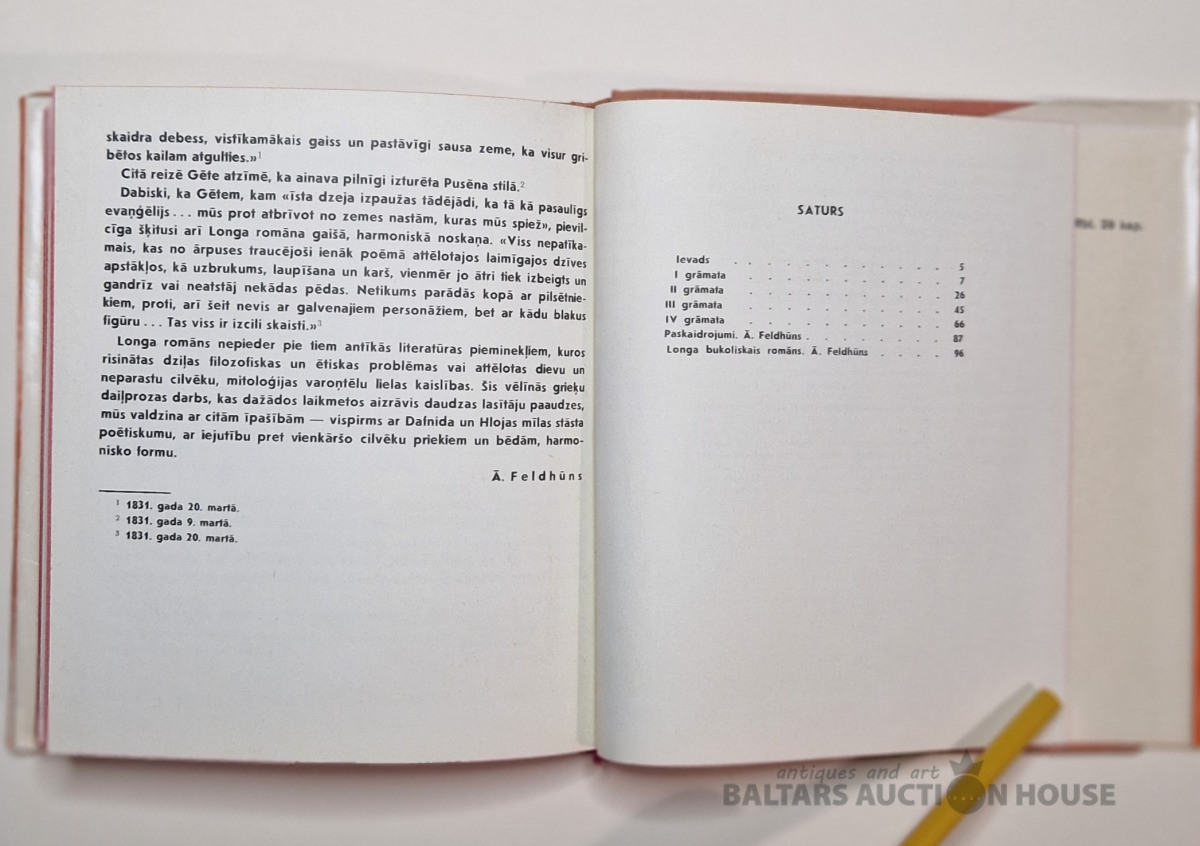 skaidra debess, vistīkamākais gaiss un pastāvīgi sausa zeme, ka visur gri-
bētos kailam atgulties.»¹
Citā reizē Gēte atzīmē, ka ainava pilnīgi izturēta Pusēna stilā.²
Dabiski, ka Gētem, kam «īsta dzeja izpaužas tādējādi, ka tā kā pasaulīgs
evaņģēlijs... mūs prot atbrīvot no zemes nastām, kuras mūs spiež», pievil-
cīga šķitusi arī Longa romāna gaišā, harmoniskā noskaņa. «Viss nepatīka-
mais, kas no ārpuses traucējoši ienāk poēmā attēlotajos laimīgajos dzīves
apstākļos, kā uzbrukums, laupīšana un karš, vienmēr jo ātri tiek izbeigts un
gandrīz vai neatstāj nekādas pēdas. Netikums parādās kopā ar pilsētnie-
kiem, proti, arī šeit nevis ar galvenajiem personāžiem, bet ar kādu blakus
figūru... Tas viss ir izcili skaisti.»³
Longa romāns nepieder pie tiem antīkās literatūras pieminekļiem, kuros
risinātas dziļas filozofiskas un ētiskas problēmas vai attēlotas dievu un
neparastu cilvēku, mitoloģijas varoņtēlu lielas kaislības. Šis vēlīnās grieķu
daiļprozas darbs, kas dažādos laikmetos aizrāvis daudzas lasītāju paaudzes,
mūs valdzina ar citām īpašībām — vispirms ar Dafnida un Hlojas mīlas stāsta
poētiskumu, ar iejutību pret vienkāršo cilvēku priekiem un bēdām, harmo-
nisko formu.
Ā. Feldhūns
¹ 1831. gada 20. martā.
² 1831. gada 9. martā.
³ 1831. gada 20. martā.
SATURS
Ievads . . . . . . . . . . . . 5
I grāmata . . . . . . . . . . . 7
II grāmata . . . . . . . . . . . 26
III grāmata . . . . . . . . . . . 45
IV grāmata . . . . . . . . . . . 66
Paskaidrojumi. Ā. Feldhūns . . . . . . . . 87
Longa bukoliskais romāns. Ā. Feldhūns . . . . 96
kap.
antiques and art
BALTARS AUCTION HOUSE